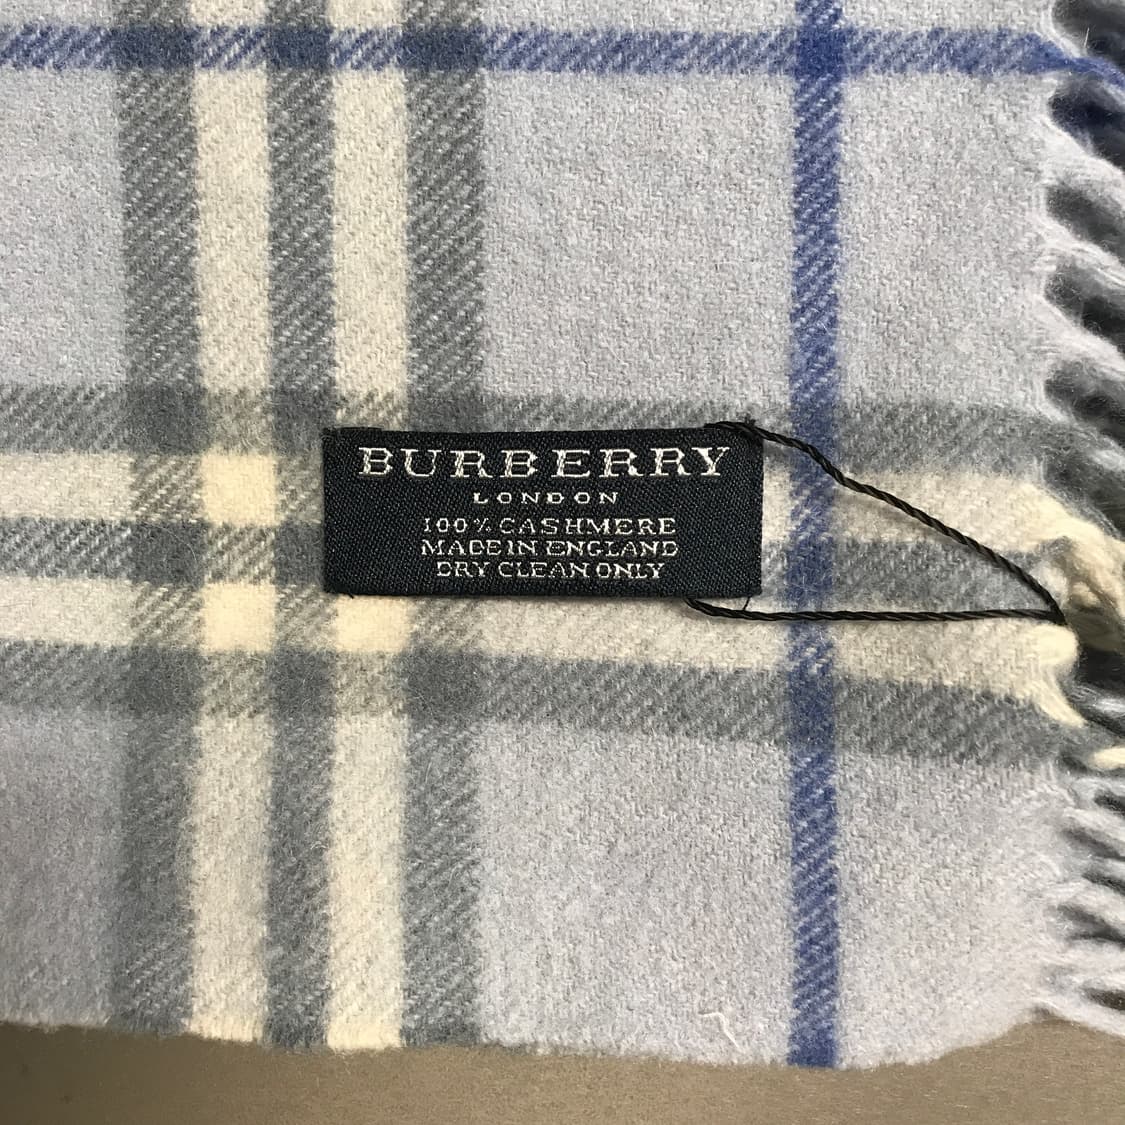 BURBERRY
LONDON
100% CASHMERE
MADE IN ENGLAND
DRY CLEAN ONLY